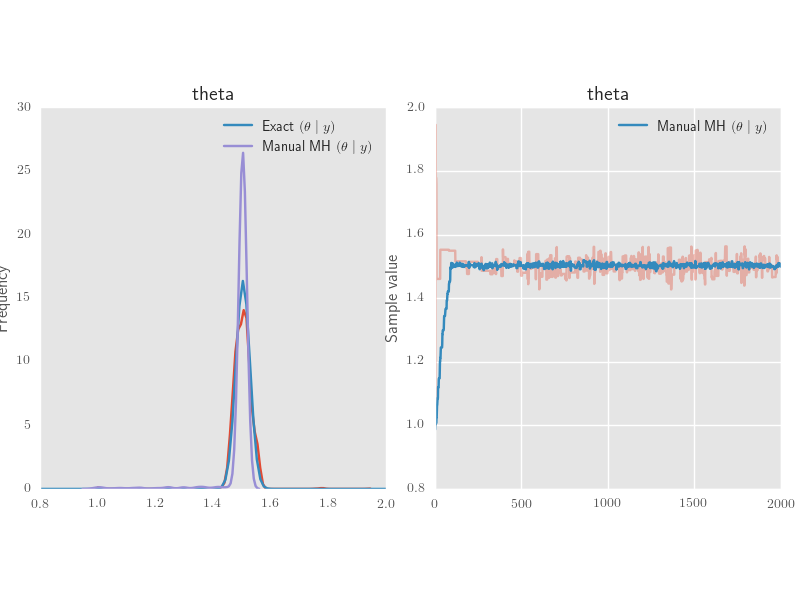 theta
Exact (θ | y)
Manual MH (θ | y)
30
25
20
15
10
5
0
Frequency
0.8 1.0 1.2 1.4 1.6 1.8 2.0
theta
Manual MH (θ | y)
2.0
1.8
1.6
1.4
1.2
1.0
0.8
Sample value
0 500 1000 1500 2000